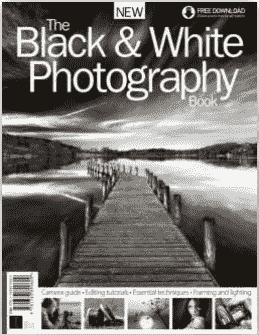 NEW
FREE DOWNLOAD
The
Black & White
Photography
Book
Camera guide • Editing tutorials • Essential techniques • Framing and lighting